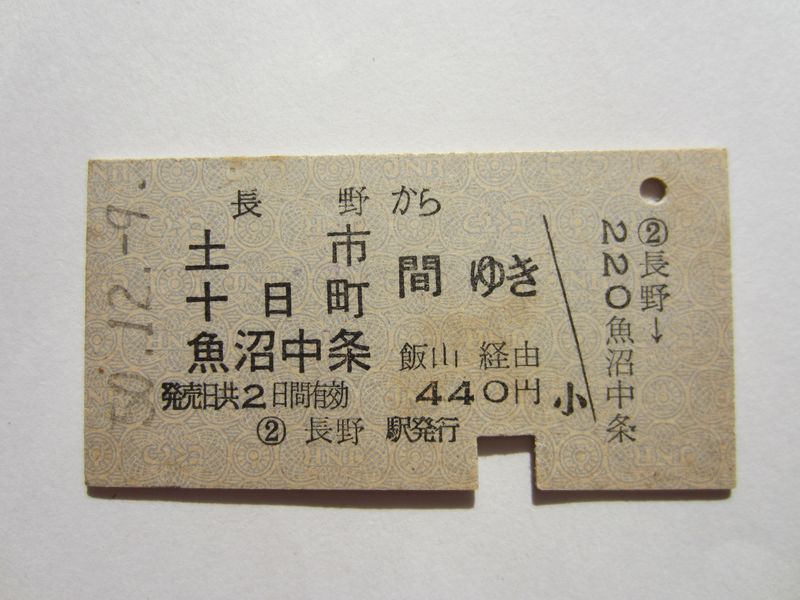 50.12.-9.
長野から
土市
十日町
魚沼中条
間ゆき
飯山経由
発売日共2日間有効 440円
②長野駅発行
小
②長野→
220魚沼中条